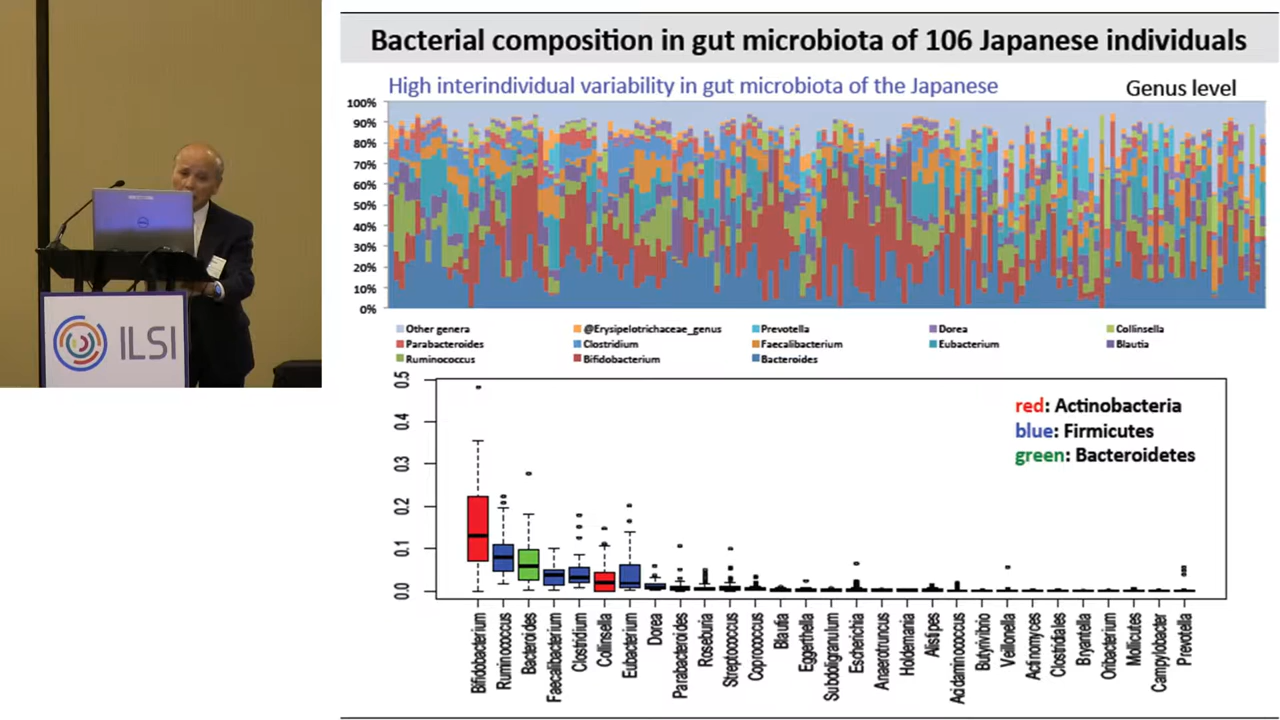 Bacterial composition in gut microbiota of 106 Japanese individuals
High interindividual variability in gut microbiota of the Japanese
Genus level
100%
90%
80%
70%
60%
50%
40%
30%
20%
10%
0%
Other genera @Erysipelotrichaceae_genus Prevotella Dorea Collinsella
Parabacteroides Clostridium Faecalibacterium Eubacterium Blautia
Ruminococcus Bifidobacterium Bacteroides
ILSI
DELL
red: Actinobacteria
blue: Firmicutes
green: Bacteroidetes
0.5
0.4
0.3
0.2
0.1
0.0
Bifidobacterium
Ruminococcus
Bacteroides
Faecalibacterium
Clostridium
Collinsella
Eubacterium
Dorea
Parabacteroides
Roseburia
Streptococcus
Coprococcus
Blautia
Eggerthella
Subdoligranulum
Escherichia
Anaerotruncus
Holdemania
Alistipes
Acidaminococcus
Butyrivibrio
Veillonella
Actinomyces
Clostridiales
Bryantella
Oribacterium
Mollicutes
Campylobacter
Prevotella